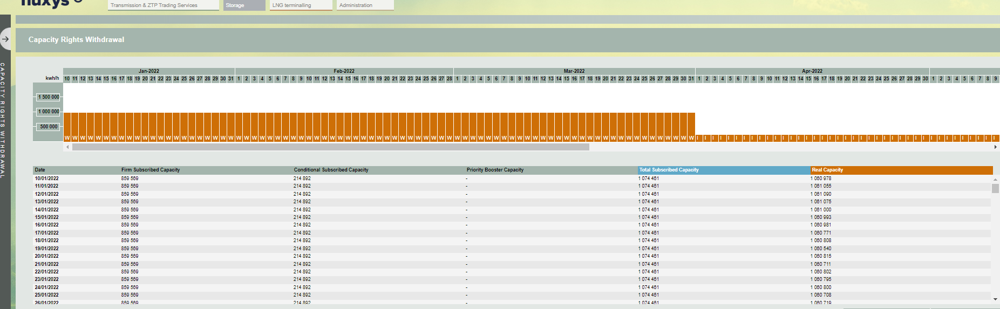 fluxys
Transmission & ZTP Trading Services Storage LNG terminalling Administration
Capacity Rights Withdrawal
CAPACITY RIGHTS WITHDRAWAL
Jan-2022 Feb-2022 Mar-2022 Apr-2022
kwh/h 10 11 12 13 14 15 16 17 18 19 20 21 22 23 24 25 26 27 28 29 30 31 1 2 3 4 5 6 7 8 9 10 11 12 13 14 15 16 17 18 19 20 21 22 23 24 25 26 27 28 1 2 3 4 5 6 7 8 9 10 11 12 13 14 15 16 17 18 19 20 21 22 23 24 25 26 27 28 29 30 31 1 2 3 4 5 6 7 8 9 10 11 12 13 14 15 16 17 18 19 20 21 22 23 24 25 26 27 28 29 30 1 2 3 4 5 6 7 8 9
1 500 000
1 000 000
500 000
W W W W W W W W W W W W W W W W W W W W W W W W W W W W W W W W W W W W W W W W W W W W W W W W W W W W W W W W W W W W W W W W W W W W W W W W W W W W W W W W W I I I I I I I I I I I I I I I I I I I I I I I I I I I I I I I I I I I I I I I
Date Firm Subscribed Capacity Conditional Subscribed Capacity Priority Booster Capacity Total Subscribed Capacity Real Capacity
10/01/2022 859 569 214 892 - 1 074 461 1 060 978
11/01/2022 859 569 214 892 - 1 074 461 1 061 055
12/01/2022 859 569 214 892 - 1 074 461 1 061 090
13/01/2022 859 569 214 892 - 1 074 461 1 061 075
14/01/2022 859 569 214 892 - 1 074 461 1 061 000
15/01/2022 859 569 214 892 - 1 074 461 1 060 993
16/01/2022 859 569 214 892 - 1 074 461 1 060 981
17/01/2022 859 569 214 892 - 1 074 461 1 060 771
18/01/2022 859 569 214 892 - 1 074 461 1 060 808
19/01/2022 859 569 214 892 - 1 074 461 1 060 540
20/01/2022 859 569 214 892 - 1 074 461 1 060 815
21/01/2022 859 569 214 892 - 1 074 461 1 060 711
22/01/2022 859 569 214 892 - 1 074 461 1 060 802
23/01/2022 859 569 214 892 - 1 074 461 1 060 795
24/01/2022 859 569 214 892 - 1 074 461 1 060 800
25/01/2022 859 569 214 892 - 1 074 461 1 060 708
26/01/2022 859 569 214 892 - 1 074 461 1 060 719